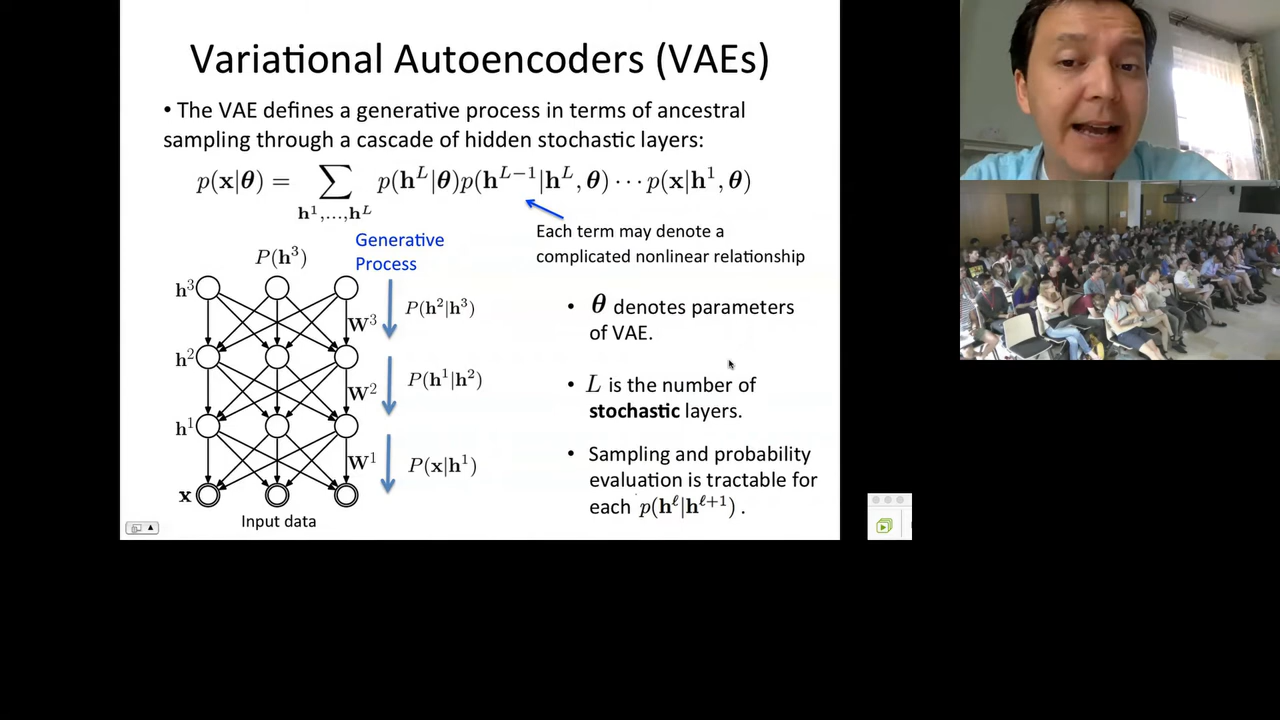 Variational Autoencoders (VAEs)
• The VAE defines a generative process in terms of ancestral
sampling through a cascade of hidden stochastic layers:
p(x|θ) = ∑ p(h^L|θ)p(h^{L−1}|h^L, θ) ··· p(x|h^1, θ)
h^1,...,h^L
Each term may denote a
complicated nonlinear relationship
Generative
Process
P(h^3)
h^3
W^3
P(h^2|h^3)
h^2
W^2
P(h^1|h^2)
h^1
W^1
P(x|h^1)
x
Input data
• θ denotes parameters
of VAE.
• L is the number of
stochastic layers.
• Sampling and probability
evaluation is tractable for
each p(h^ℓ|h^{ℓ+1}) .